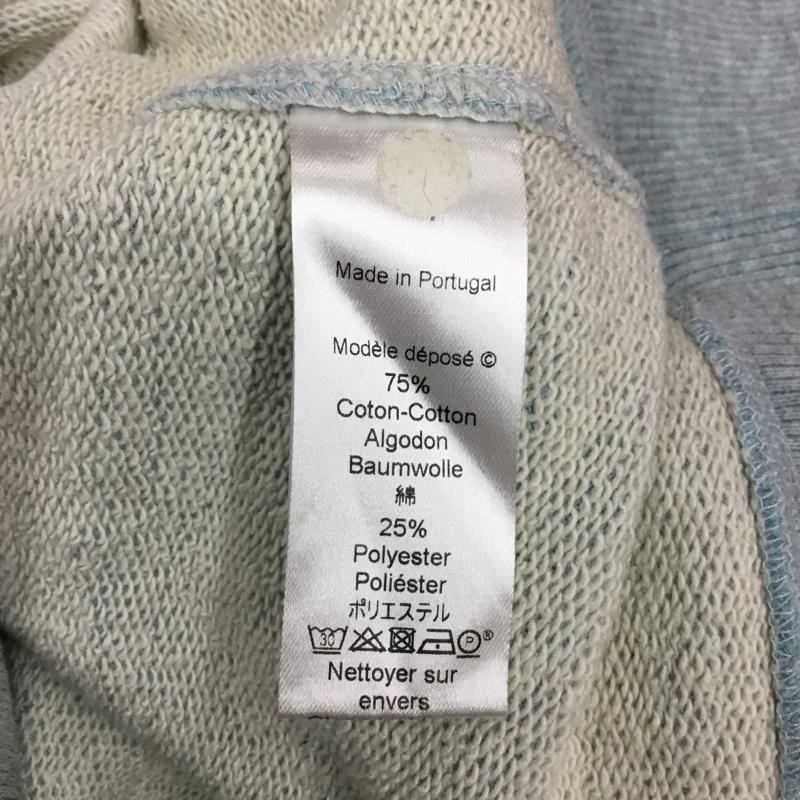 Made in Portugal
Modèle déposé ©
75%
Coton-Cotton
Algodon
Baumwolle
綿
25%
Polyester
Poliéster
ポリエステル
30 P ®
Nettoyer sur
envers